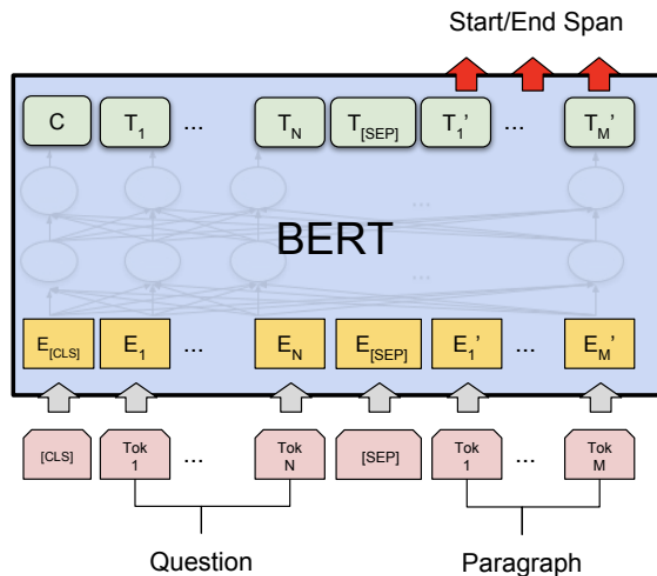 Start/End Span
C T1 ... TN T[SEP] T1' ... TM'
...
BERT
...
E[CLS] E1 ... EN E[SEP] E1' ... EM'
[CLS] Tok 1 ... Tok N [SEP] Tok 1 ... Tok M
Question Paragraph